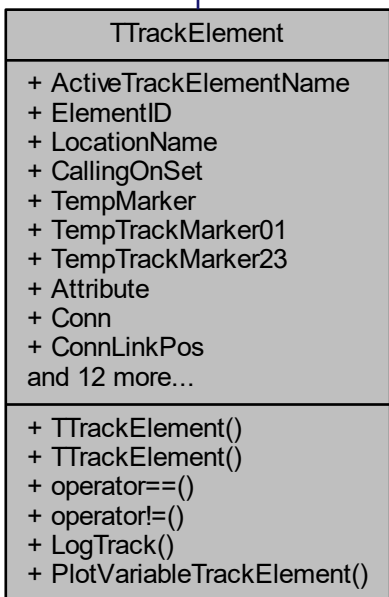 TTrackElement
+ ActiveTrackElementName
+ ElementID
+ LocationName
+ CallingOnSet
+ TempMarker
+ TempTrackMarker01
+ TempTrackMarker23
+ Attribute
+ Conn
+ ConnLinkPos
and 12 more...
+ TTrackElement()
+ TTrackElement()
+ operator==()
+ operator!=()
+ LogTrack()
+ PlotVariableTrackElement()